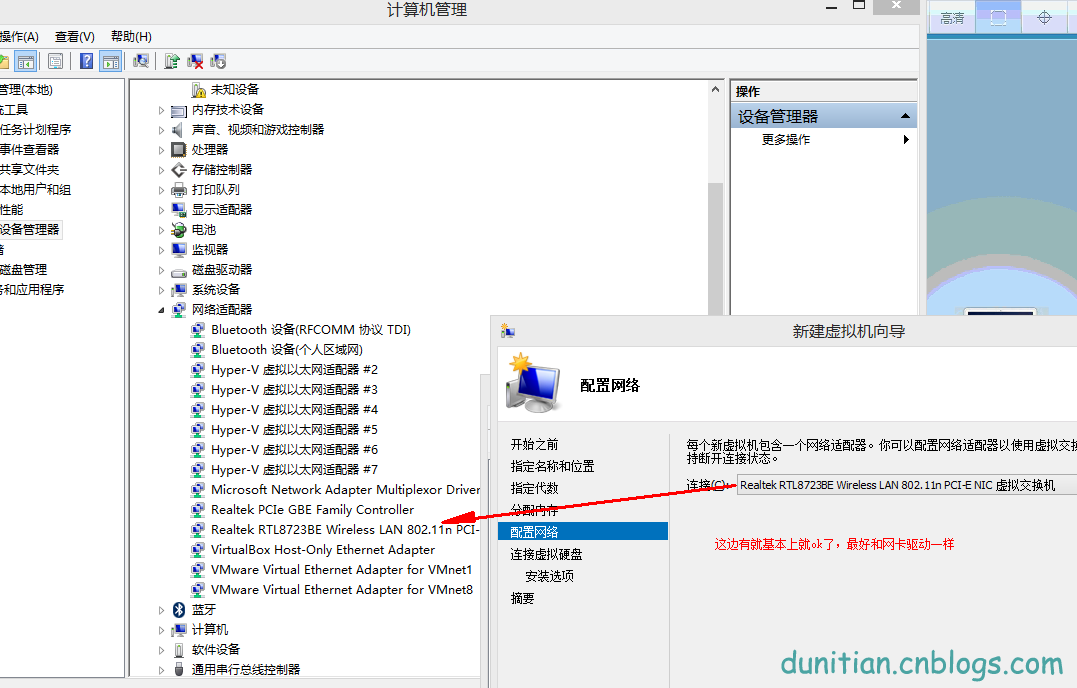 计算机管理
操作(A) 查看(V) 帮助(H)
高清
管理(本地)
统工具
任务计划程序
事件查看器
共享文件夹
本地用户和组
性能
设备管理器
储
磁盘管理
务和应用程序
未知设备
内存技术设备
声音、视频和游戏控制器
处理器
存储控制器
打印队列
显示适配器
电池
监视器
磁盘驱动器
系统设备
网络适配器
Bluetooth 设备(RFCOMM 协议 TDI)
Bluetooth 设备(个人区域网)
Hyper-V 虚拟以太网适配器 #2
Hyper-V 虚拟以太网适配器 #3
Hyper-V 虚拟以太网适配器 #4
Hyper-V 虚拟以太网适配器 #5
Hyper-V 虚拟以太网适配器 #6
Hyper-V 虚拟以太网适配器 #7
Microsoft Network Adapter Multiplexor Driver
Realtek PCIe GBE Family Controller
Realtek RTL8723BE Wireless LAN 802.11n PCI-
VirtualBox Host-Only Ethernet Adapter
VMware Virtual Ethernet Adapter for VMnet1
VMware Virtual Ethernet Adapter for VMnet8
蓝牙
计算机
软件设备
通用串行总线控制器
操作
设备管理器
更多操作
新建虚拟机向导
配置网络
开始之前
指定名称和位置
指定代数
分配内存
配置网络
连接虚拟硬盘
安装选项
摘要
每个新虚拟机包含一个网络适配器。你可以配置网络适配器以使用虚拟交换
持断开连接状态。
连接(C): Realtek RTL8723BE Wireless LAN 802.11n PCI-E NIC 虚拟交换机
这边有就基本上就ok了，最好和网卡驱动一样
dunitian.cnblogs.com